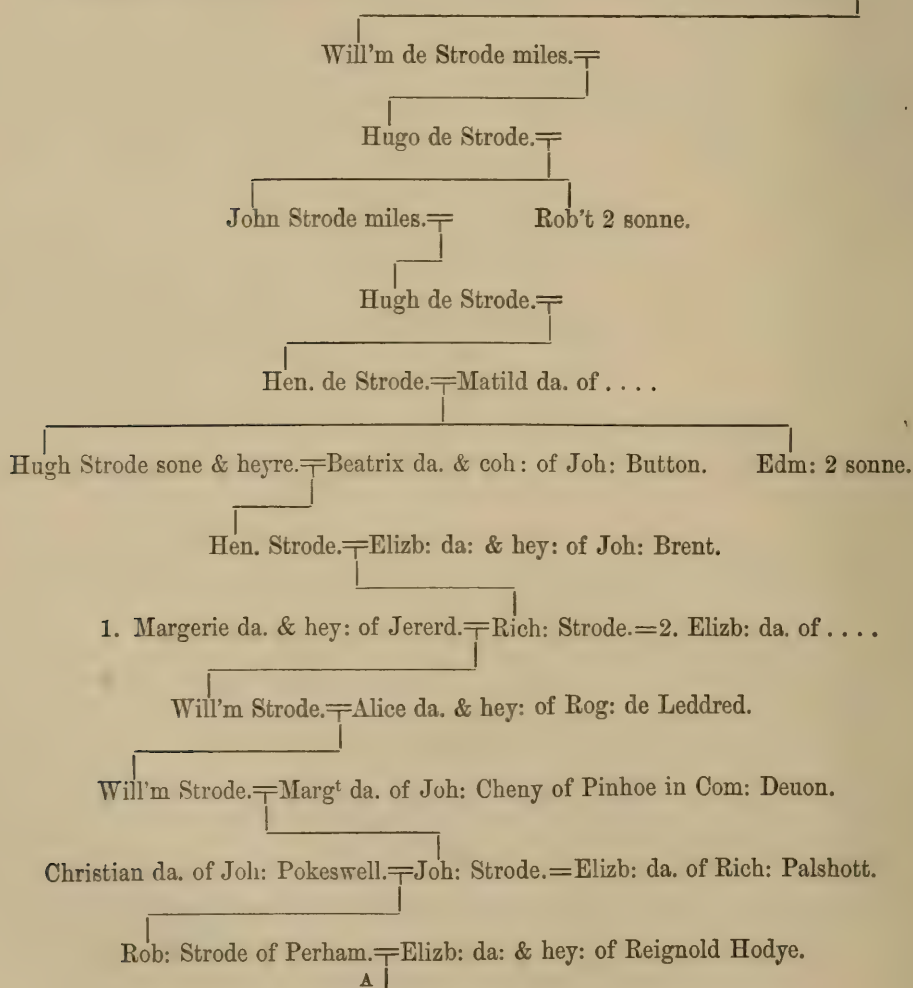 Will'm de Strode miles.
Hugo de Strode.
John Strode miles. Rob't 2 sonne.
Hugh de Strode.
Hen. de Strode.=Matild da. of . . . .
Hugh Strode sone & heyre.=Beatrix da. & coh: of Joh: Button. Edm: 2 sonne.
Hen. Strode.=Elizb: da: & hey: of Joh: Brent.
1. Margerie da. & hey: of Jererd.=Rich: Strode.=2. Elizb: da. of . . . .
Will'm Strode.=Alice da. & hey: of Rog: de Leddred.
Will'm Strode.=Margᵗ da. of Joh: Cheny of Pinhoe in Com: Deuon.
Christian da. of Joh: Pokeswell.=Joh: Strode.=Elizb: da. of Rich: Palshott.
Rob: Strode of Perham.=Elizb: da: & hey: of Reignold Hodye.
A